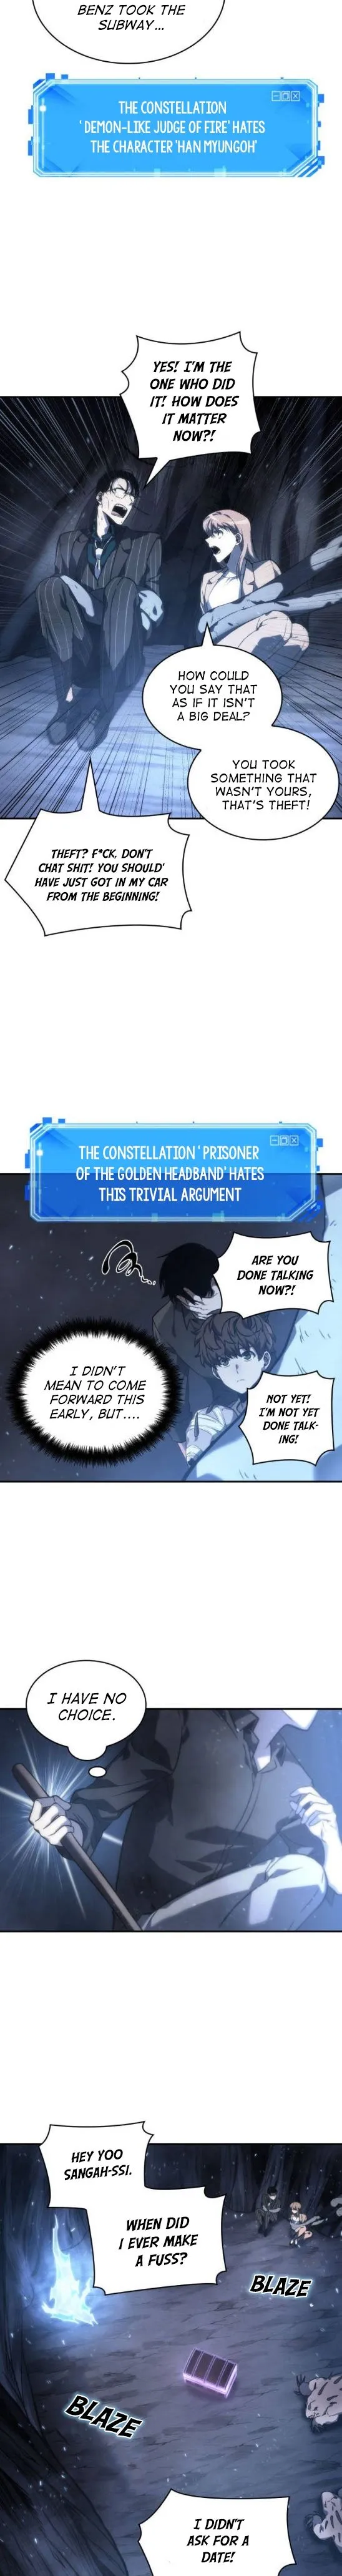 BENZ TOOK THE
SUBWAY...
THE CONSTELLATION
' DEMON-LIKE JUDGE OF FIRE' HATES
THE CHARACTER 'HAN MYUNGOH'
YES! I'M THE
ONE WHO DID
IT! HOW DOES
IT MATTER
NOW?!
HOW COULD
YOU SAY THAT
AS IF IT ISN'T
A BIG DEAL?
YOU TOOK
SOMETHING THAT
WASN'T YOURS,
THAT'S THEFT!
THEFT? F*CK, DON'T
CHAT SHIT! YOU SHOULD'
HAVE JUST GOT IN MY CAR
FROM THE BEGINNING!
THE CONSTELLATION ' PRISONER
OF THE GOLDEN HEADBAND' HATES
THIS TRIVIAL ARGUMENT
ARE YOU
DONE TALKING
NOW?!
I DIDN'T
MEAN TO COME
FORWARD THIS
EARLY, BUT....
NOT YET!
I'M NOT YET
DONE TALK-
ING!
I HAVE NO
CHOICE.
HEY YOO
SANGAH-SSI.
WHEN DID
I EVER MAKE
A FUSS?
BLAZE
BLAZE
I DIDN'T
ASK FOR A
DATE!